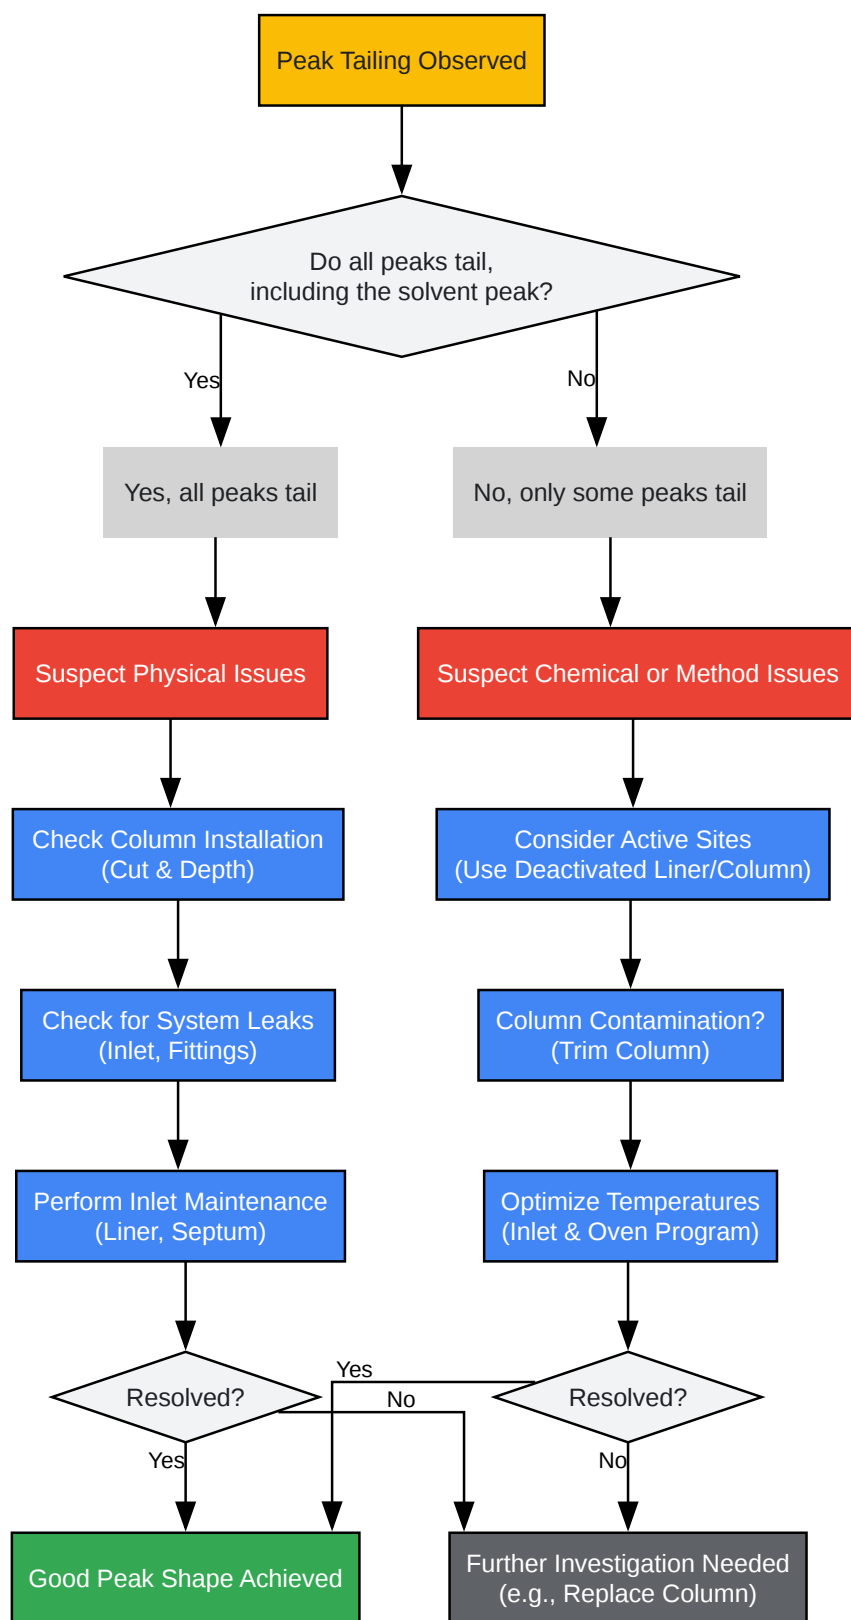 Peak Tailing Observed
Do all peaks tail,
including the solvent peak?
Yes
No
Yes, all peaks tail
No, only some peaks tail
Suspect Physical Issues
Suspect Chemical or Method Issues
Check Column Installation
(Cut & Depth)
Consider Active Sites
(Use Deactivated Liner/Column)
Check for System Leaks
(Inlet, Fittings)
Column Contamination?
(Trim Column)
Perform Inlet Maintenance
(Liner, Septum)
Optimize Temperatures
(Inlet & Oven Program)
Resolved?
Yes
No
Resolved?
Yes
No
Good Peak Shape Achieved
Further Investigation Needed
(e.g., Replace Column)